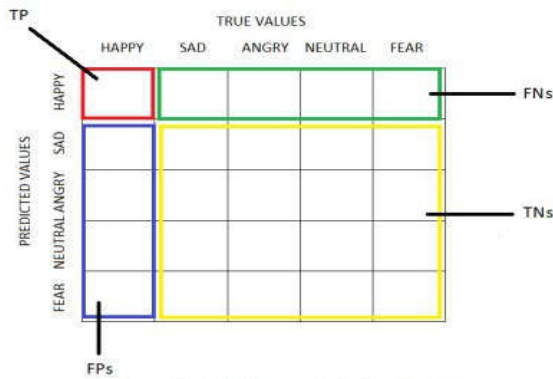 TP
TRUE VALUES
HAPPY SAD ANGRY NEUTRAL FEAR
PREDICTED VALUES
HAPPY
SAD
ANGRY
NEUTRAL
FEAR
FNs
TNs
FPs